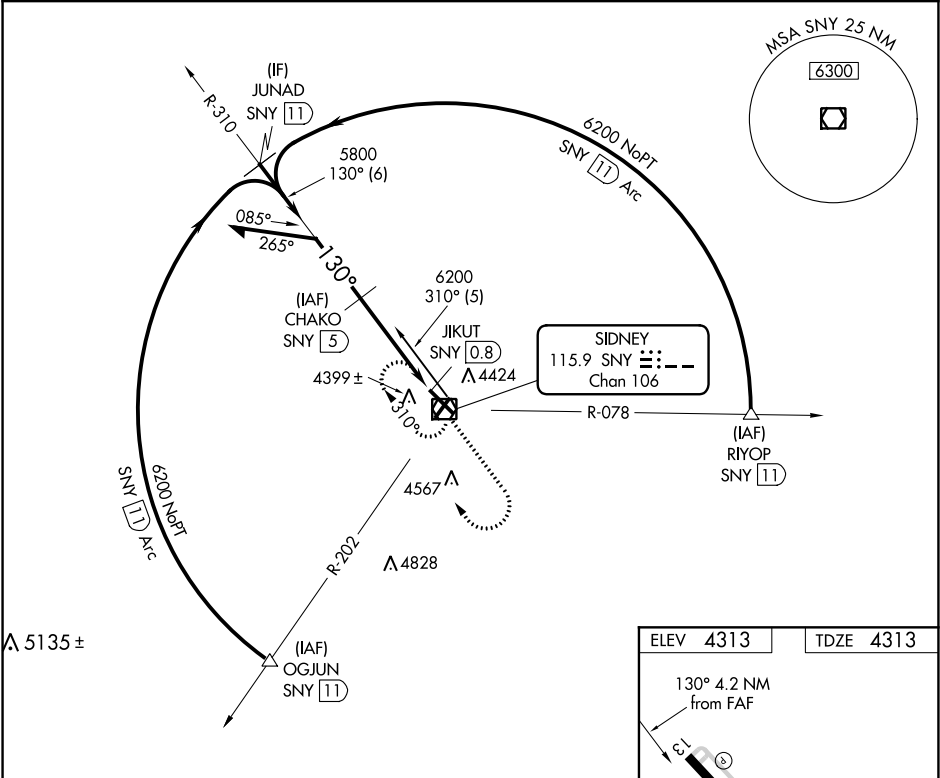 MSA SNY 25 NM
6300
(IF)
JUNAD
SNY 11
R-310
5800
130° (6)
6200 NoPT
SNY 11 Arc
085°
265°
130°
(IAF)
CHAKO
SNY 5
6200
310° (5)
JIKUT
SNY 0.8
4399 ±
4424
310°
SIDNEY
115.9 SNY
Chan 106
R-078
(IAF)
RIYOP
SNY 11
4567
6200 NoPT
SNY 11 Arc
R-202
4828
5135 ±
(IAF)
OGJUN
SNY 11
ELEV 4313
TDZE 4313
130° 4.2 NM
from FAF
13
P